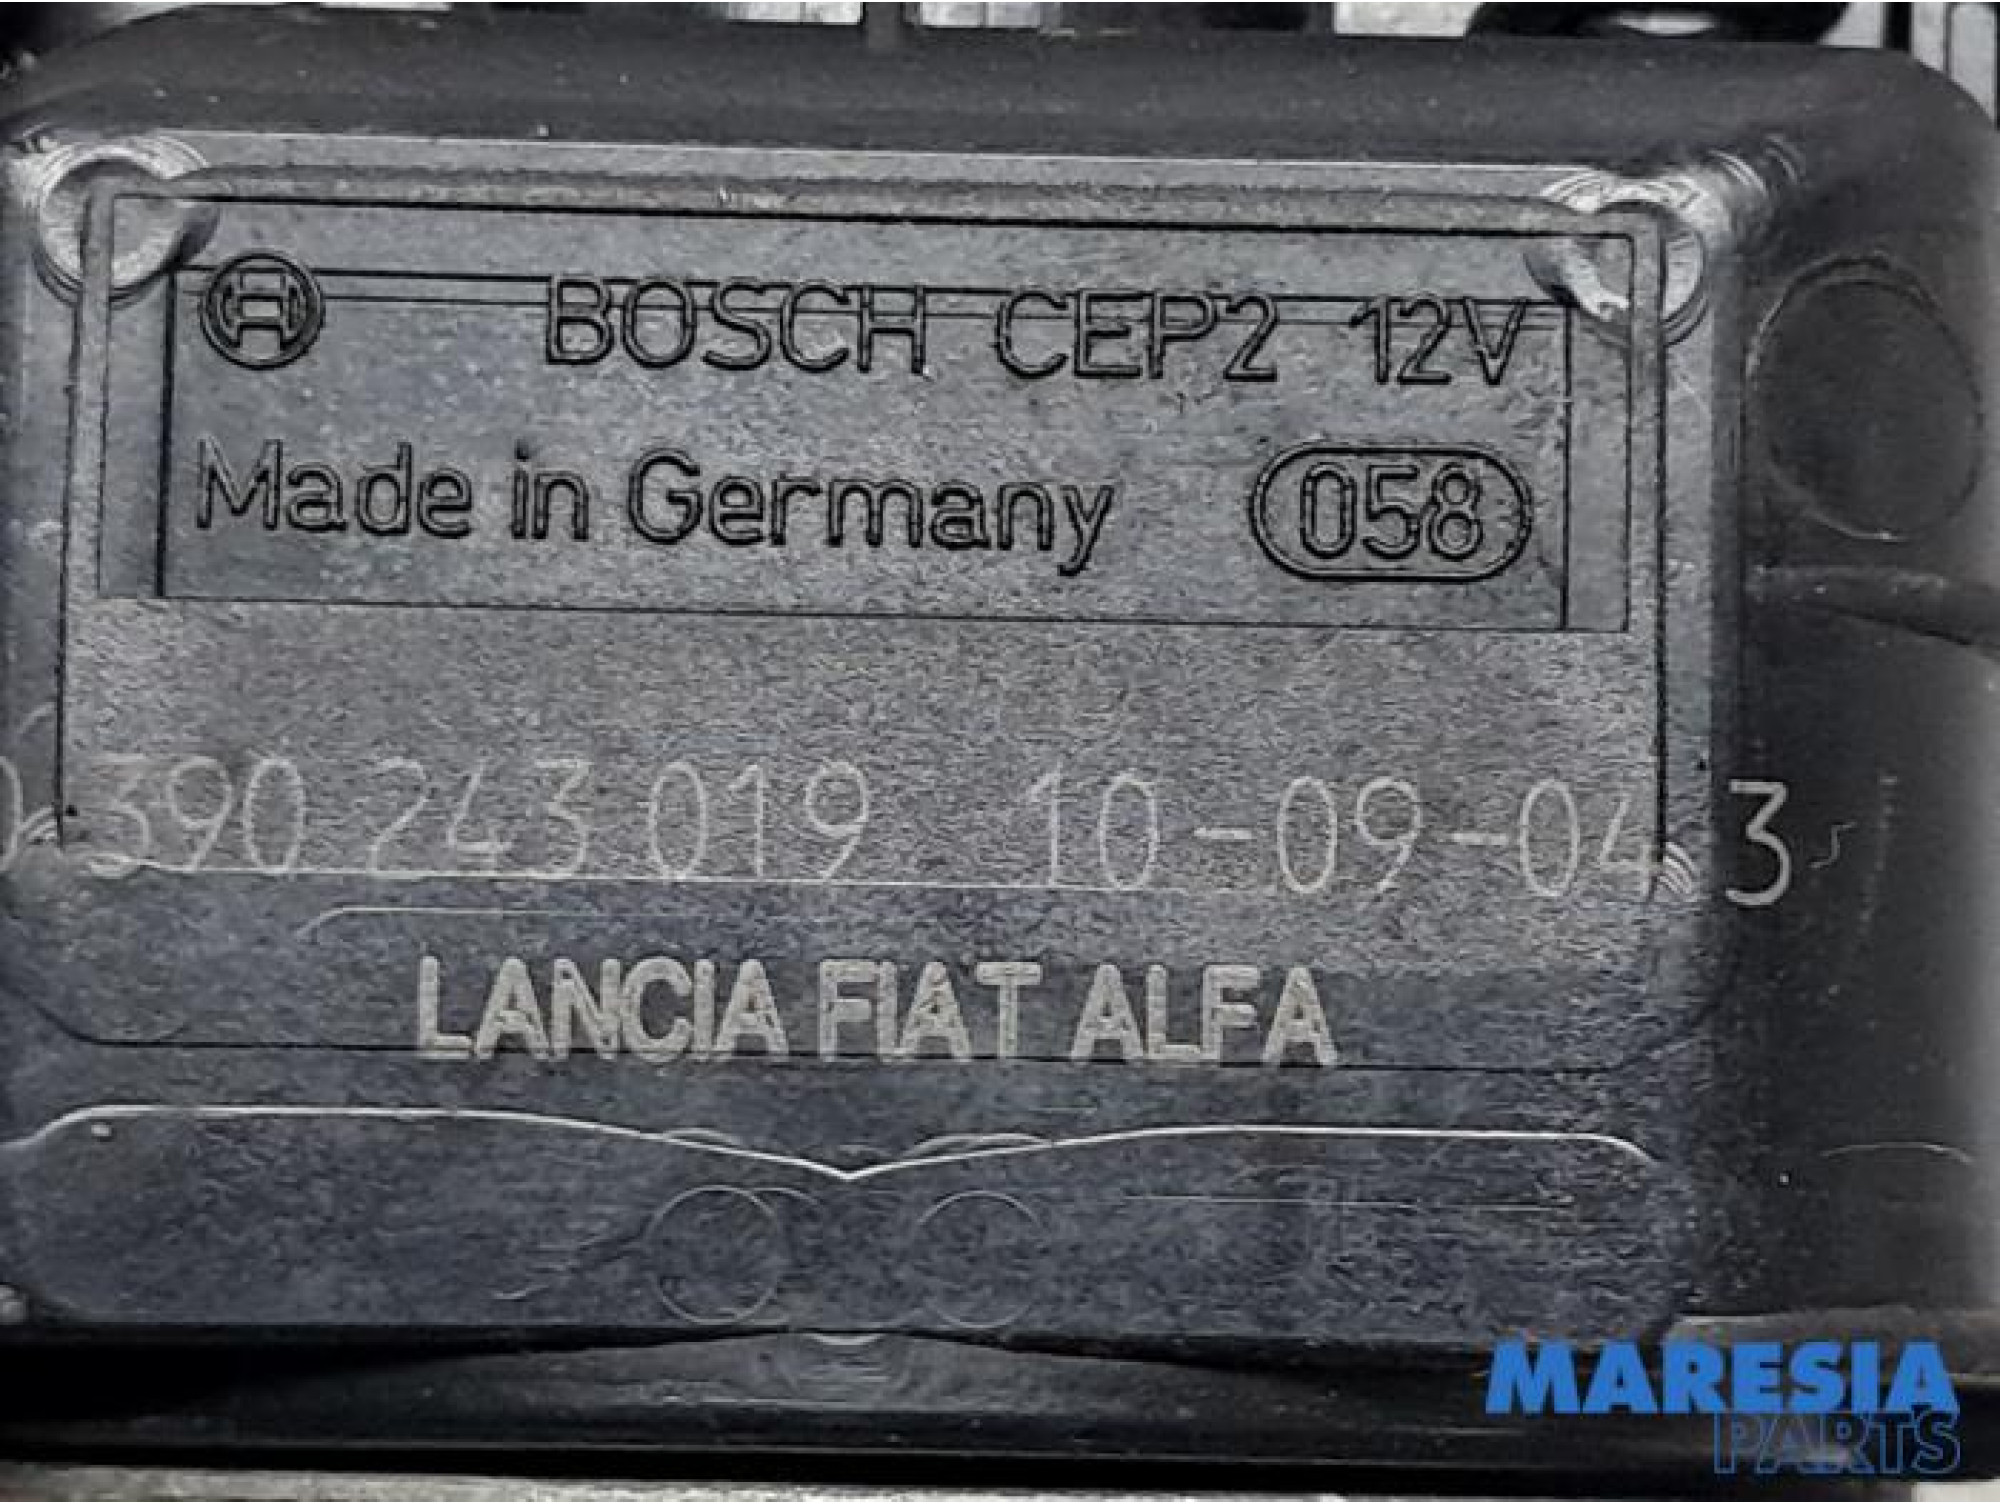 BOSCH CEP2 12V
Made in Germany 058
0 390 243 019 10-09-04 3
LANCIA FIAT ALFA
MARESIA
PARTS